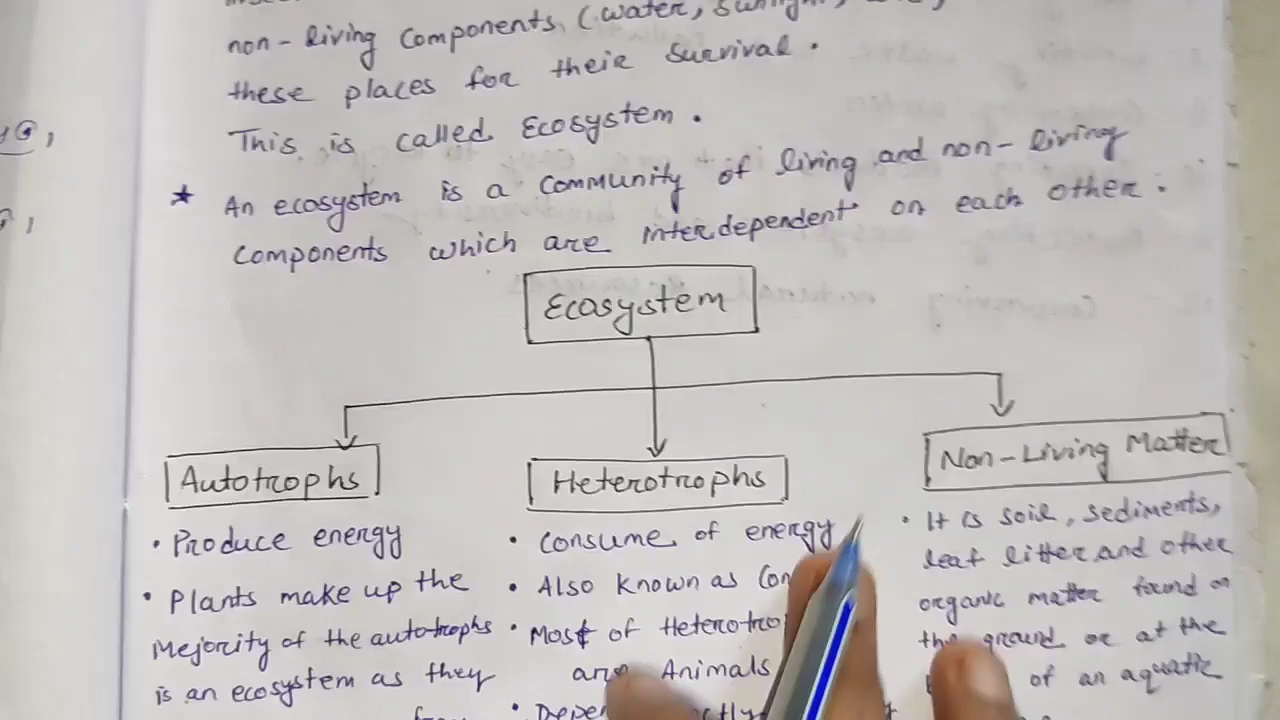 non-living components (water,
these places for their survival.
This is called Ecosystem.
★ An ecosystem is a community of living and non-living
components which are interdependent on each other.
Ecosystem
Autotrophs
• Produce energy
• Plants make up the
Mejority of the autotrophs
is an ecosystem as they
Heterotrophs
• Consume of energy
• Also known as
• Most of
are Animals
Non-Living Matter
• It is soil, sediments,
leaf litter and other
organic matter found on
the ground or at the
of an aquatic